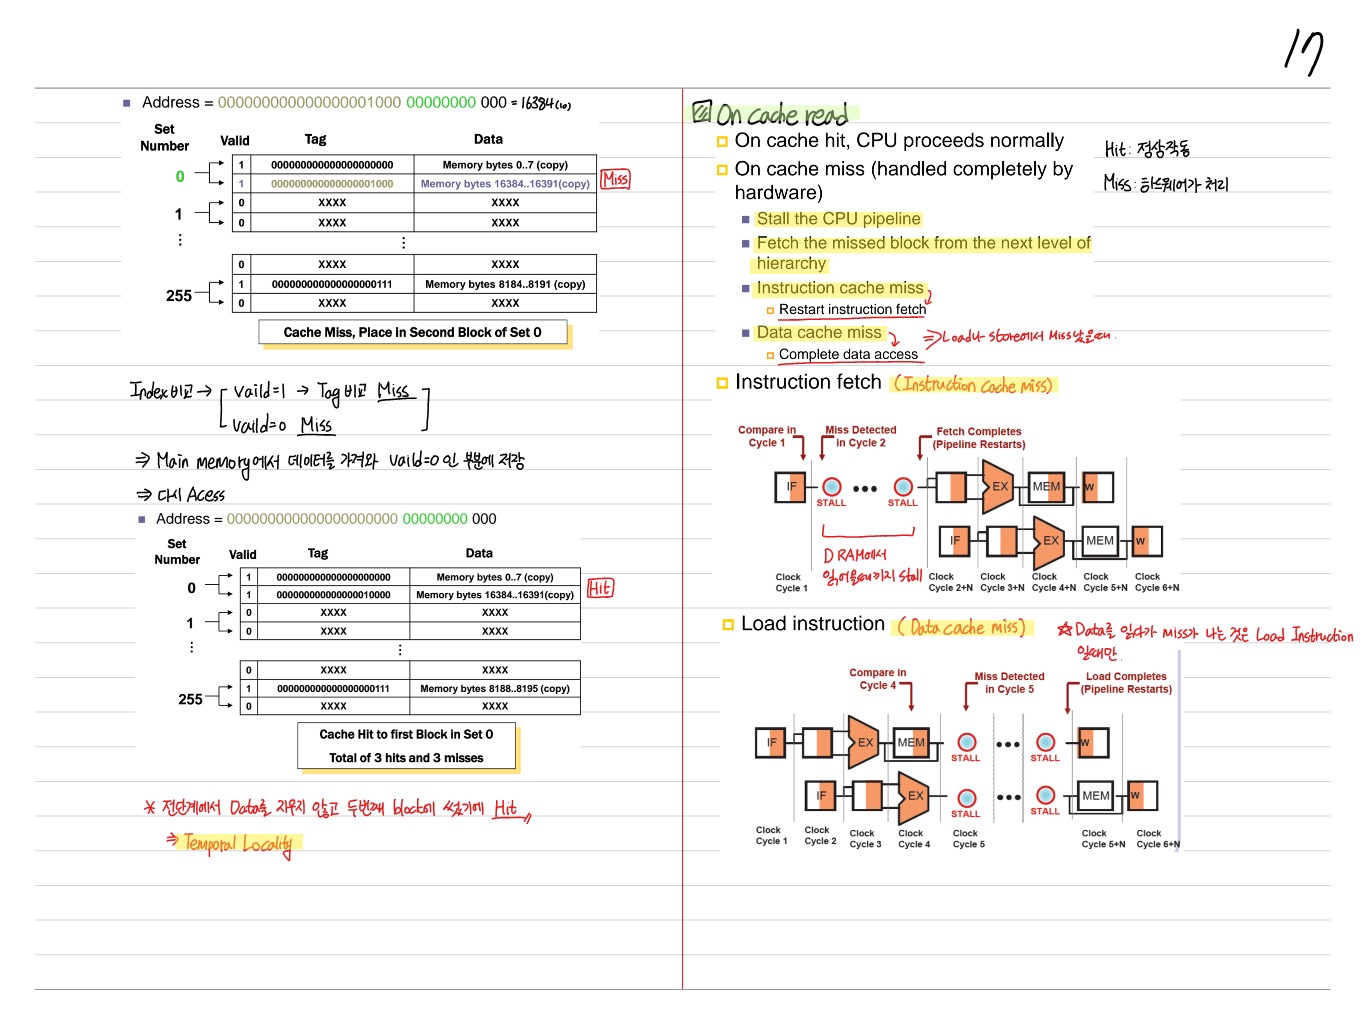 17
Address = 000000000000000001000 00000000 000 = 16384(10)
Set Number Valid Tag Data
0 1 000000000000000000000 Memory bytes 0..7 (copy)
1 000000000000000001000 Memory bytes 16384..16391(copy) Miss
1 0 XXXX XXXX
0 XXXX XXXX
0 XXXX XXXX
255 1 000000000000000000111 Memory bytes 8184..8191 (copy)
0 XXXX XXXX
Cache Miss, Place in Second Block of Set 0
Index 비교 → vaild=1 → Tag 비교 Miss
vaild=0 Miss
⇒ Main memory에서 데이터를 가져와 vaild=0 인 부분에 저장
⇒ 다시 Acess
Address = 000000000000000000000 00000000 000
Set Number Valid Tag Data
0 1 000000000000000000000 Memory bytes 0..7 (copy)
1 000000000000000010000 Memory bytes 16384..16391(copy) Hit
1 0 XXXX XXXX
0 XXXX XXXX
0 XXXX XXXX
255 1 000000000000000000111 Memory bytes 8188..8195 (copy)
0 XXXX XXXX
Cache Hit to first Block in Set 0
Total of 3 hits and 3 misses
* 전단계에서 Data를 지우지 않고 두번째 block에 썼기에 Hit
⇒ Temporal Locality
On cache read
On cache hit, CPU proceeds normally
Hit: 정상작동
On cache miss (handled completely by
hardware)
Miss: 하드웨어가 처리
Stall the CPU pipeline
Fetch the missed block from the next level of
hierarchy
Instruction cache miss
Restart instruction fetch
Data cache miss ⇒ Load나 Store에서 Miss났을때.
Complete data access
Instruction fetch (Instruction cache miss)
Compare in Cycle 1
Miss Detected in Cycle 2
Fetch Completes (Pipeline Restarts)
IF STALL ••• STALL EX MEM W
IF EX MEM W
DRAM에서
읽어올때까지 Stall
Clock Cycle 1 Clock Cycle 2+N Clock Cycle 3+N Clock Cycle 4+N Clock Cycle 5+N Clock Cycle 6+N
Load instruction (Data cache miss)
☆ Data를 읽다가 miss가 나는 것은 Load Instruction
일때만.
Compare in Cycle 4
Miss Detected in Cycle 5
Load Completes (Pipeline Restarts)
IF EX MEM STALL ••• STALL W
IF EX STALL ••• STALL MEM W
Clock Cycle 1 Clock Cycle 2 Clock Cycle 3 Clock Cycle 4 Clock Cycle 5 Clock Cycle 5+N Clock Cycle 6+N